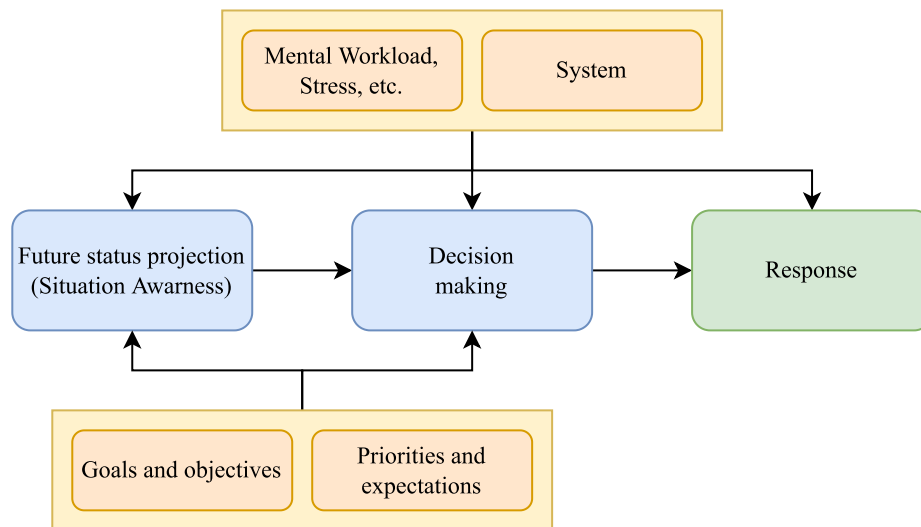 Mental Workload,
Stress, etc.
System
Future status projection
(Situation Awarness)
Decision
making
Response
Goals and objectives
Priorities and
expectations